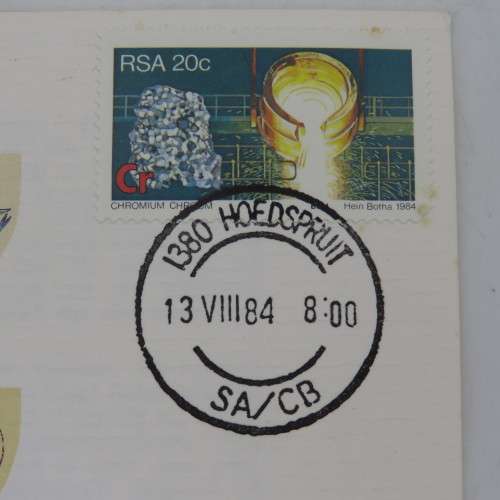 RSA 20c
Cr
CHROMIUM CHROOM
Hein Botha 1984
1380 HOEDSPRUIT
13 VIII 84 8:00
SA/CB